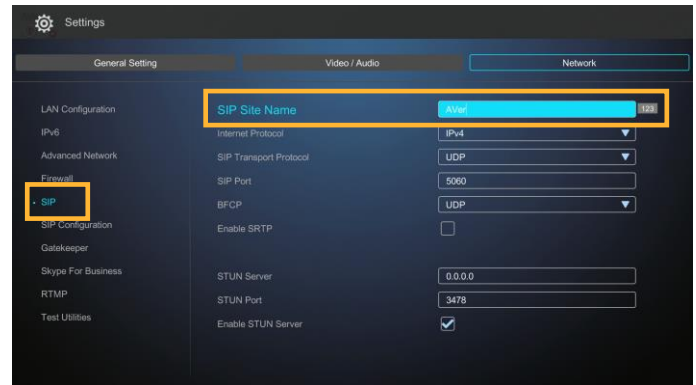 Settings
General Setting Video / Audio Network
LAN Configuration
IPv6
Advanced Network
Firewall
SIP
SIP Configuration
Gatekeeper
Skype For Business
RTMP
Test Utilities
SIP Site Name AVer 123
Internet Protocol IPv4
SIP Transport Protocol UDP
SIP Port 5060
BFCP UDP
Enable SRTP
STUN Server 0.0.0.0
STUN Port 3478
Enable STUN Server